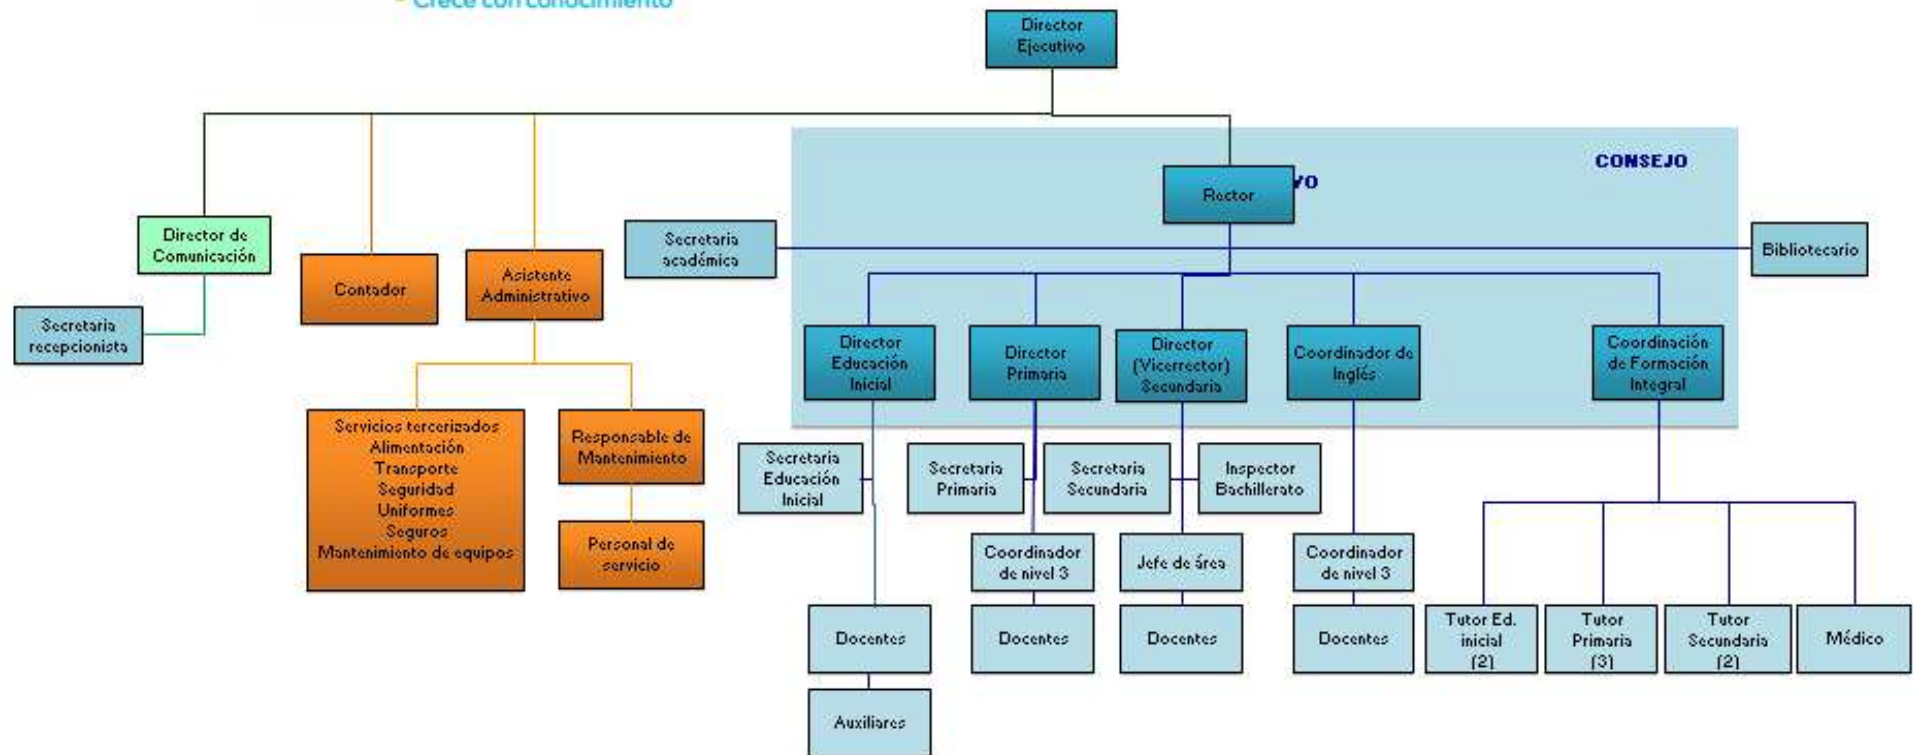 Crece con conocimiento
Director
Ejecutivo
CONSEJO
VO
Rector
Director de
Comunicación
Secretaria
académica
Bibliotecario
Contador
Asistente
Administrativo
Secretaria
recepcionista
Director
Educación
Inicial
Director
Primaria
Director
(Vicerrector)
Secundaria
Coordinador de
Inglés
Coordinación
de Formación
Integral
Servicios tercerizados
Alimentación
Transporte
Seguridad
Uniformes
Seguros
Mantenimiento de equipos
Responsable de
Mantenimiento
Personal de
servicio
Secretaria
Educación
Inicial
Secretaria
Primaria
Secretaria
Secundaria
Inspector
Bachillerato
Coordinador
de nivel 3
Jefe de área
Coordinador
de nivel 3
Docentes
Docentes
Docentes
Docentes
Tutor Ed.
inicial
(2)
Tutor
Primaria
(3)
Tutor
Secundaria
(2)
Médico
Auxiliares